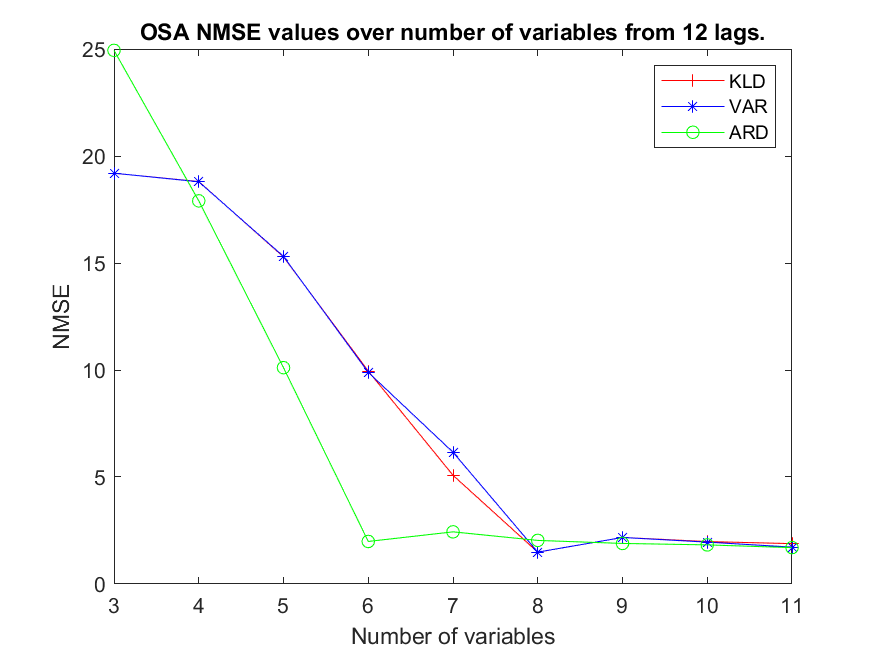 OSA NMSE values over number of variables from 12 lags.
KLD
VAR
ARD
25
20
15
10
5
0
NMSE
3 4 5 6 7 8 9 10 11
Number of variables